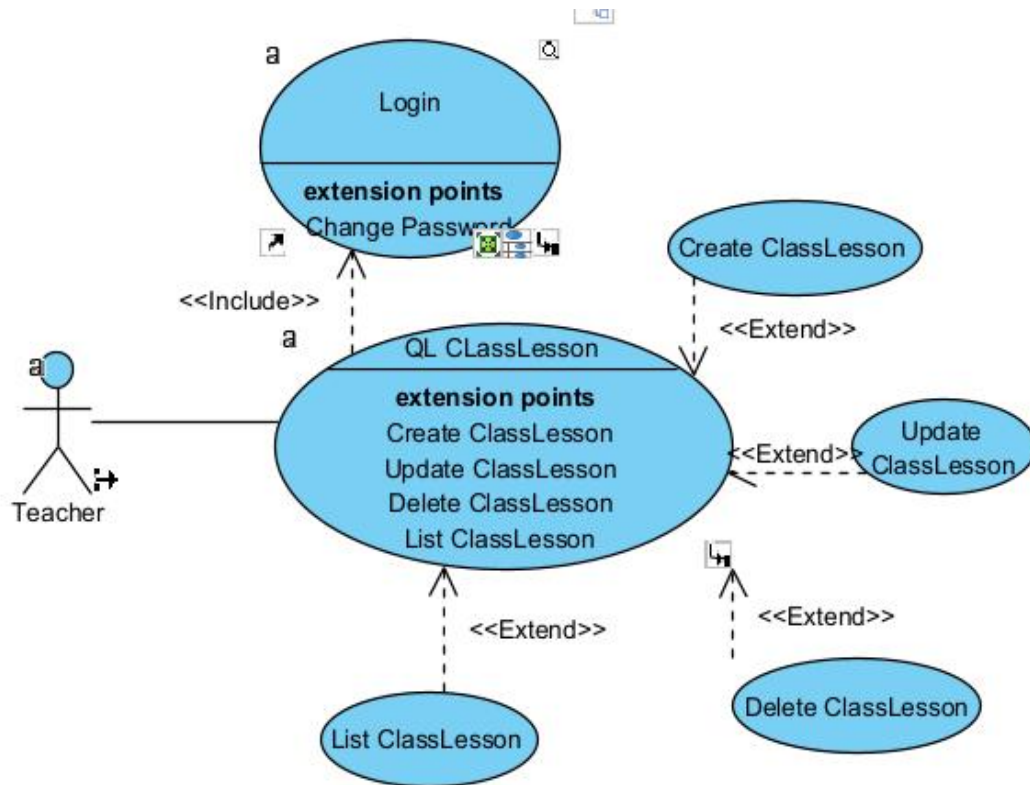 a
Login
extension points
Change Password
<<Include>>
Create ClassLesson
<<Extend>>
a
QL CLassLesson
extension points
Create ClassLesson
Update ClassLesson
Delete ClassLesson
List ClassLesson
a
Teacher
Update
ClassLesson
<<Extend>>
<<Extend>>
<<Extend>>
List ClassLesson
Delete ClassLesson